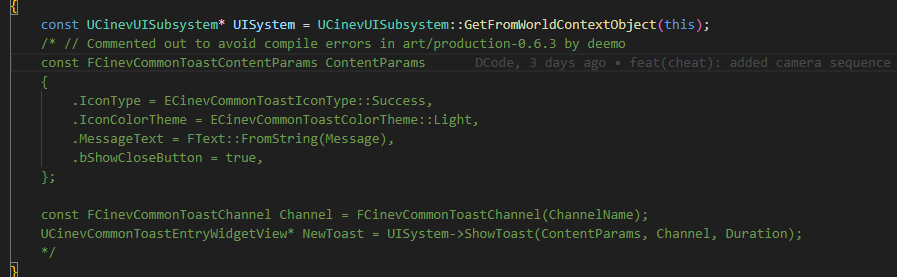 {
const UCinevUISubsystem* UISystem = UCinevUISubsystem::GetFromWorldContextObject(this);
/* // Commented out to avoid compile errors in art/production-0.6.3 by deemo
const FCinevCommonToastContentParams ContentParams DCode, 3 days ago • feat(cheat): added camera sequence
{
.IconType = ECinevCommonToastIconType::Success,
.IconColorTheme = ECinevCommonToastColorTheme::Light,
.MessageText = FText::FromString(Message),
.bShowCloseButton = true,
};
const FCinevCommonToastChannel Channel = FCinevCommonToastChannel(ChannelName);
UCinevCommonToastEntryWidgetView* NewToast = UISystem->ShowToast(ContentParams, Channel, Duration);
*/
}